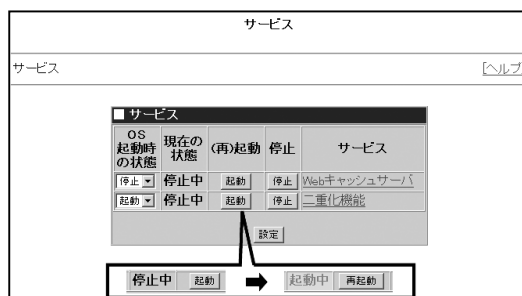 サービス
サービス [ヘルプ
■ サービス
OS起動時の状態 現在の状態 (再)起動 停止 サービス
停止 停止中 起動 停止 Webキャッシュサーバ
起動 停止中 起動 停止 二重化機能
設定
停止中 起動 ➡ 起動中 再起動